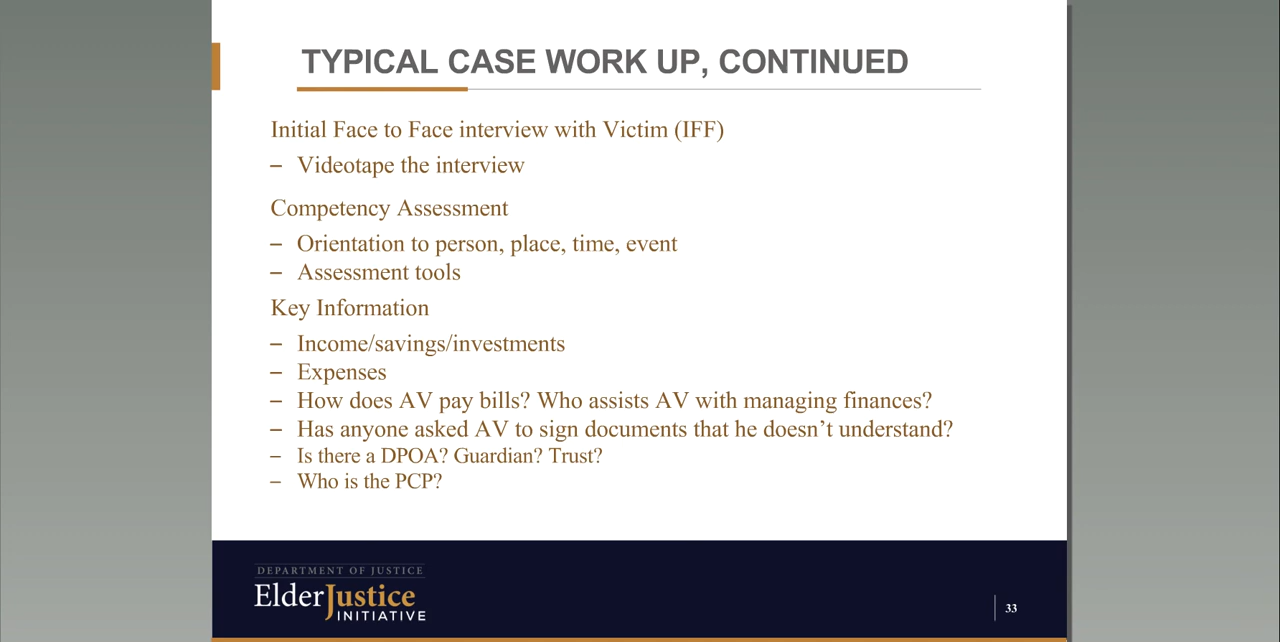 TYPICAL CASE WORK UP, CONTINUED
Initial Face to Face interview with Victim (IFF)
– Videotape the interview
Competency Assessment
– Orientation to person, place, time, event
– Assessment tools
Key Information
– Income/savings/investments
– Expenses
– How does AV pay bills? Who assists AV with managing finances?
– Has anyone asked AV to sign documents that he doesn’t understand?
– Is there a DPOA? Guardian? Trust?
– Who is the PCP?
DEPARTMENT OF JUSTICE
ElderJustice
INITIATIVE
33